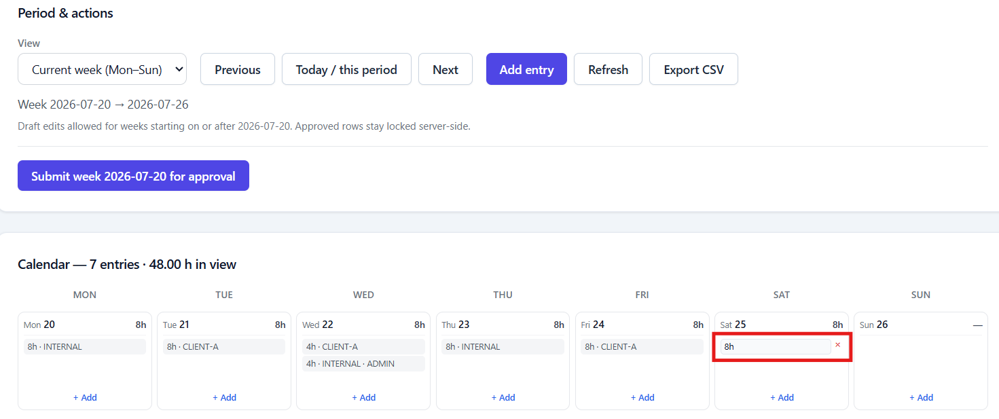 Period & actions
View
Current week (Mon–Sun) Previous Today / this period Next Add entry Refresh Export CSV
Week 2026-07-20 → 2026-07-26
Draft edits allowed for weeks starting on or after 2026-07-20. Approved rows stay locked server-side.
Submit week 2026-07-20 for approval
Calendar — 7 entries · 48.00 h in view
MON TUE WED THU FRI SAT SUN
Mon 20 8h Tue 21 8h Wed 22 8h Thu 23 8h Fri 24 8h Sat 25 8h Sun 26 —
8h · INTERNAL 8h · CLIENT-A 4h · CLIENT-A 8h · INTERNAL 8h · CLIENT-A 8h ×
4h · INTERNAL · ADMIN
+ Add + Add + Add + Add + Add + Add + Add